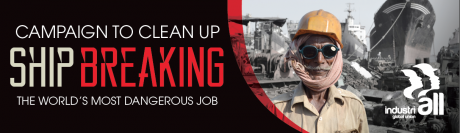 CAMPAIGN TO CLEAN UP
SHIP BREAKING
THE WORLD'S MOST DANGEROUS JOB
industriall
global union